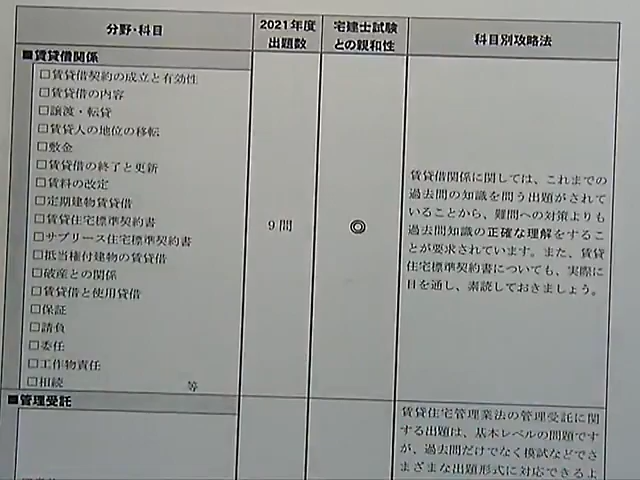 分野・科目
2021年度
出題数
宅建士試験
との親和性
科目別攻略法
■賃貸借関係
□賃貸借契約の成立と有効性
□賃貸借の内容
□譲渡・転貸
□賃貸人の地位の移転
□敷金
□賃貸借の終了と更新
□賃料の改定
□定期建物賃貸借
□賃貸住宅標準契約書
□サブリース住宅標準契約書
□抵当権付建物の賃貸借
□破産との関係
□賃貸借と使用貸借
□保証
□請負
□委任
□工作物責任
□相続 等
9問
◎
賃貸借関係に関しては、これまでの
過去問の知識を問う出題がされて
いることから、難問への対策よりも
過去問知識の正確な理解をするこ
とが要求されています。また、賃貸
住宅標準契約書についても、実際に
目を通し、素読しておきましょう。
■管理受託
賃貸住宅管理業法の管理受託に関
する出題は、基本レベルの問題です
が、過去問だけでなく模試などでさ
まざまな出題形式に対応できるよ